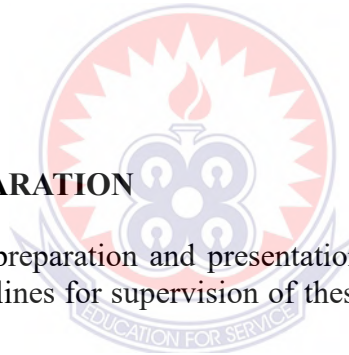 ARATION
preparation and presentation
lines for supervision of thes
EDUCATION FOR SERVICE